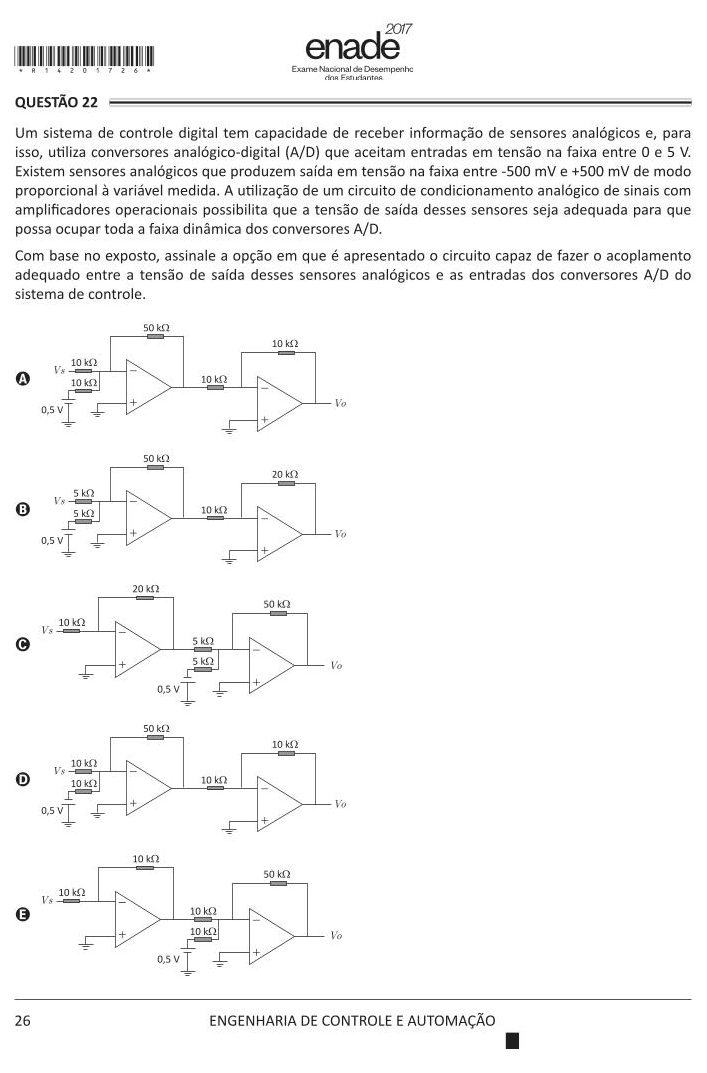 2017
enade
Exame Nacional de Desempenho
dos Estudantes
*R14201726*
QUESTÃO 22
Um sistema de controle digital tem capacidade de receber informação de sensores analógicos e, para
isso, utiliza conversores analógico-digital (A/D) que aceitam entradas em tensão na faixa entre 0 e 5 V.
Existem sensores analógicos que produzem saída em tensão na faixa entre -500 mV e +500 mV de modo
proporcional à variável medida. A utilização de um circuito de condicionamento analógico de sinais com
amplificadores operacionais possibilita que a tensão de saída desses sensores seja adequada para que
possa ocupar toda a faixa dinâmica dos conversores A/D.
Com base no exposto, assinale a opção em que é apresentado o circuito capaz de fazer o acoplamento
adequado entre a tensão de saída desses sensores analógicos e as entradas dos conversores A/D do
sistema de controle.
A
50 kΩ
10 kΩ
Vs 10 kΩ
10 kΩ
10 kΩ
0,5 V
Vo
B
50 kΩ
20 kΩ
Vs 5 kΩ
5 kΩ
10 kΩ
0,5 V
Vo
C
20 kΩ
50 kΩ
Vs 10 kΩ
5 kΩ
5 kΩ
0,5 V
Vo
D
50 kΩ
10 kΩ
Vs 10 kΩ
10 kΩ
10 kΩ
0,5 V
Vo
E
10 kΩ
50 kΩ
Vs 10 kΩ
10 kΩ
10 kΩ
0,5 V
Vo
26 ENGENHARIA DE CONTROLE E AUTOMAÇÃO